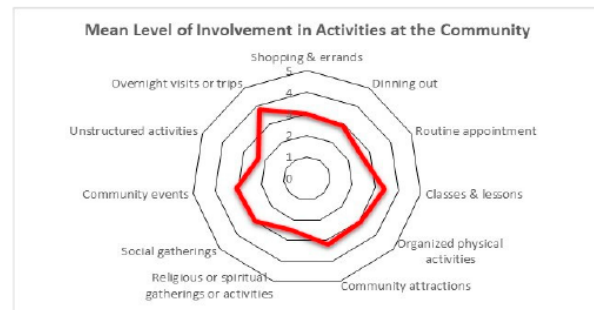 Mean Level of Involvement in Activities at the Community
Shopping & errands
5
Overnight visits or trips
Dinning out
4
3
Unstructured activities
Routine appointment
2
1
0
Community events
Classes & lessons
Social gatherings
Organized physical
activities
Religious or spiritual
gatherings or activities
Community attractions